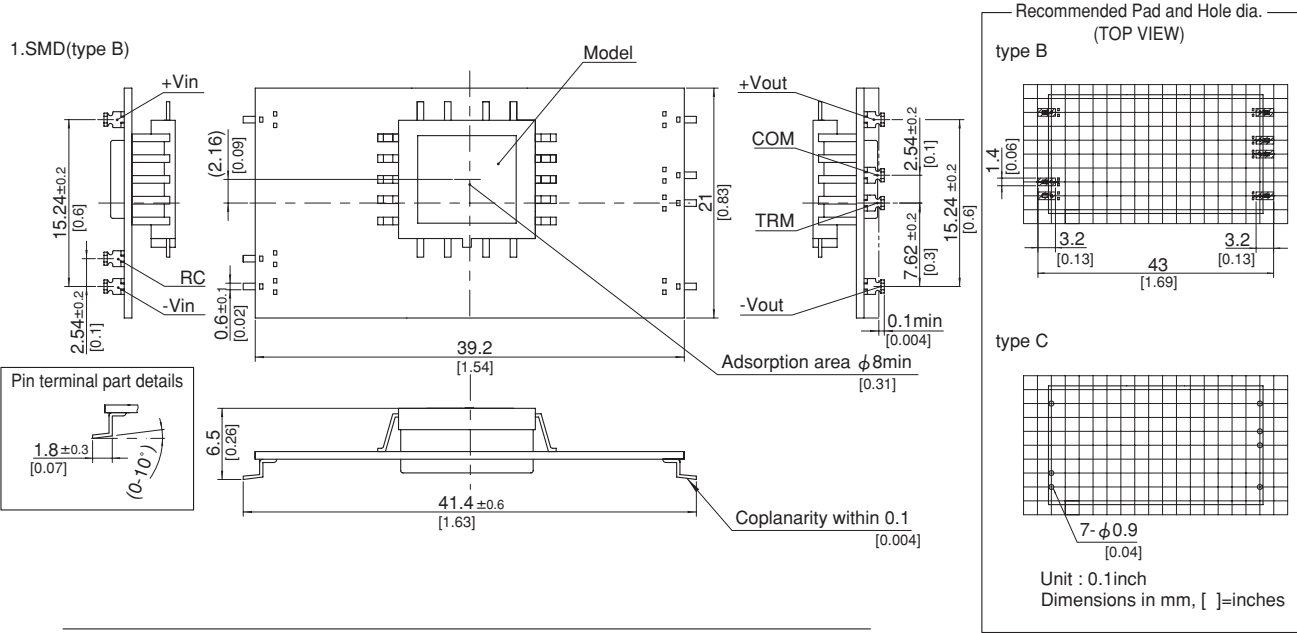 1.SMD(type B)
+Vin
(2.16)
[0.09]
Model
15.24±0.2
[0.6]
RC
-Vin
2.54±0.2
[0.1]
0.6±0.1
[0.02]
39.2
[1.54]
21
[0.83]
+Vout
COM
TRM
-Vout
2.54±0.2
[0.1]
7.62 ±0.2
[0.3]
15.24 ±0.2
[0.6]
0.1min
[0.004]
Adsorption area ϕ8min
[0.31]
Pin terminal part details
1.8±0.3
[0.07]
(0-10°)
6.5
[0.26]
41.4 ±0.6
[1.63]
Coplanarity within 0.1
[0.004]
Recommended Pad and Hole dia.
(TOP VIEW)
type B
1.4
[0.06]
3.2
[0.13]
3.2
[0.13]
43
[1.69]
type C
7-ϕ0.9
[0.04]
Unit : 0.1inch
Dimensions in mm, [ ]=inches